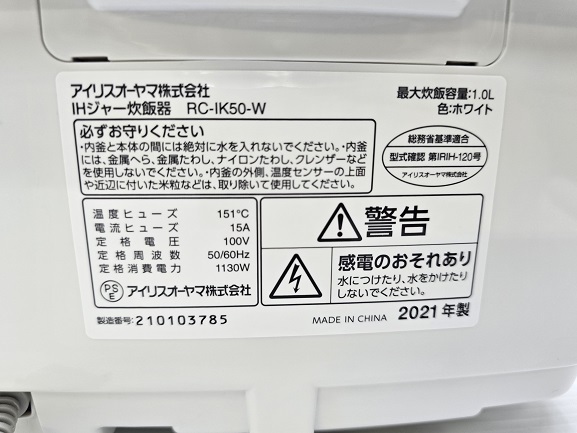 アイリスオーヤマ株式会社
IHジャー炊飯器 RC-IK50-W
最大炊飯容量:1.0L
色:ホワイト
必ずお守りください
・内釜と本体の間には絶対に水を入れないでください。・内釜
には、金属へら、金属たわし、ナイロンたわし、クレンザーなど
を使用しないでください。・内釜の外側、温度センサーの上面
や近辺に付いた米粒などは、取り除いて使用してください。
総務省基準適合
型式確認 第IRIH-120号
アイリスオーヤマ株式会社
温度ヒューズ 151℃
電流ヒューズ 15A
定格電圧 100V
定格周波数 50/60Hz
定格消費電力 1130W
PS
E
アイリスオーヤマ株式会社
警告
感電のおそれあり
水につけたり、水をかけたり
しないでください。
製造番号:210103785
MADE IN CHINA 2021年製